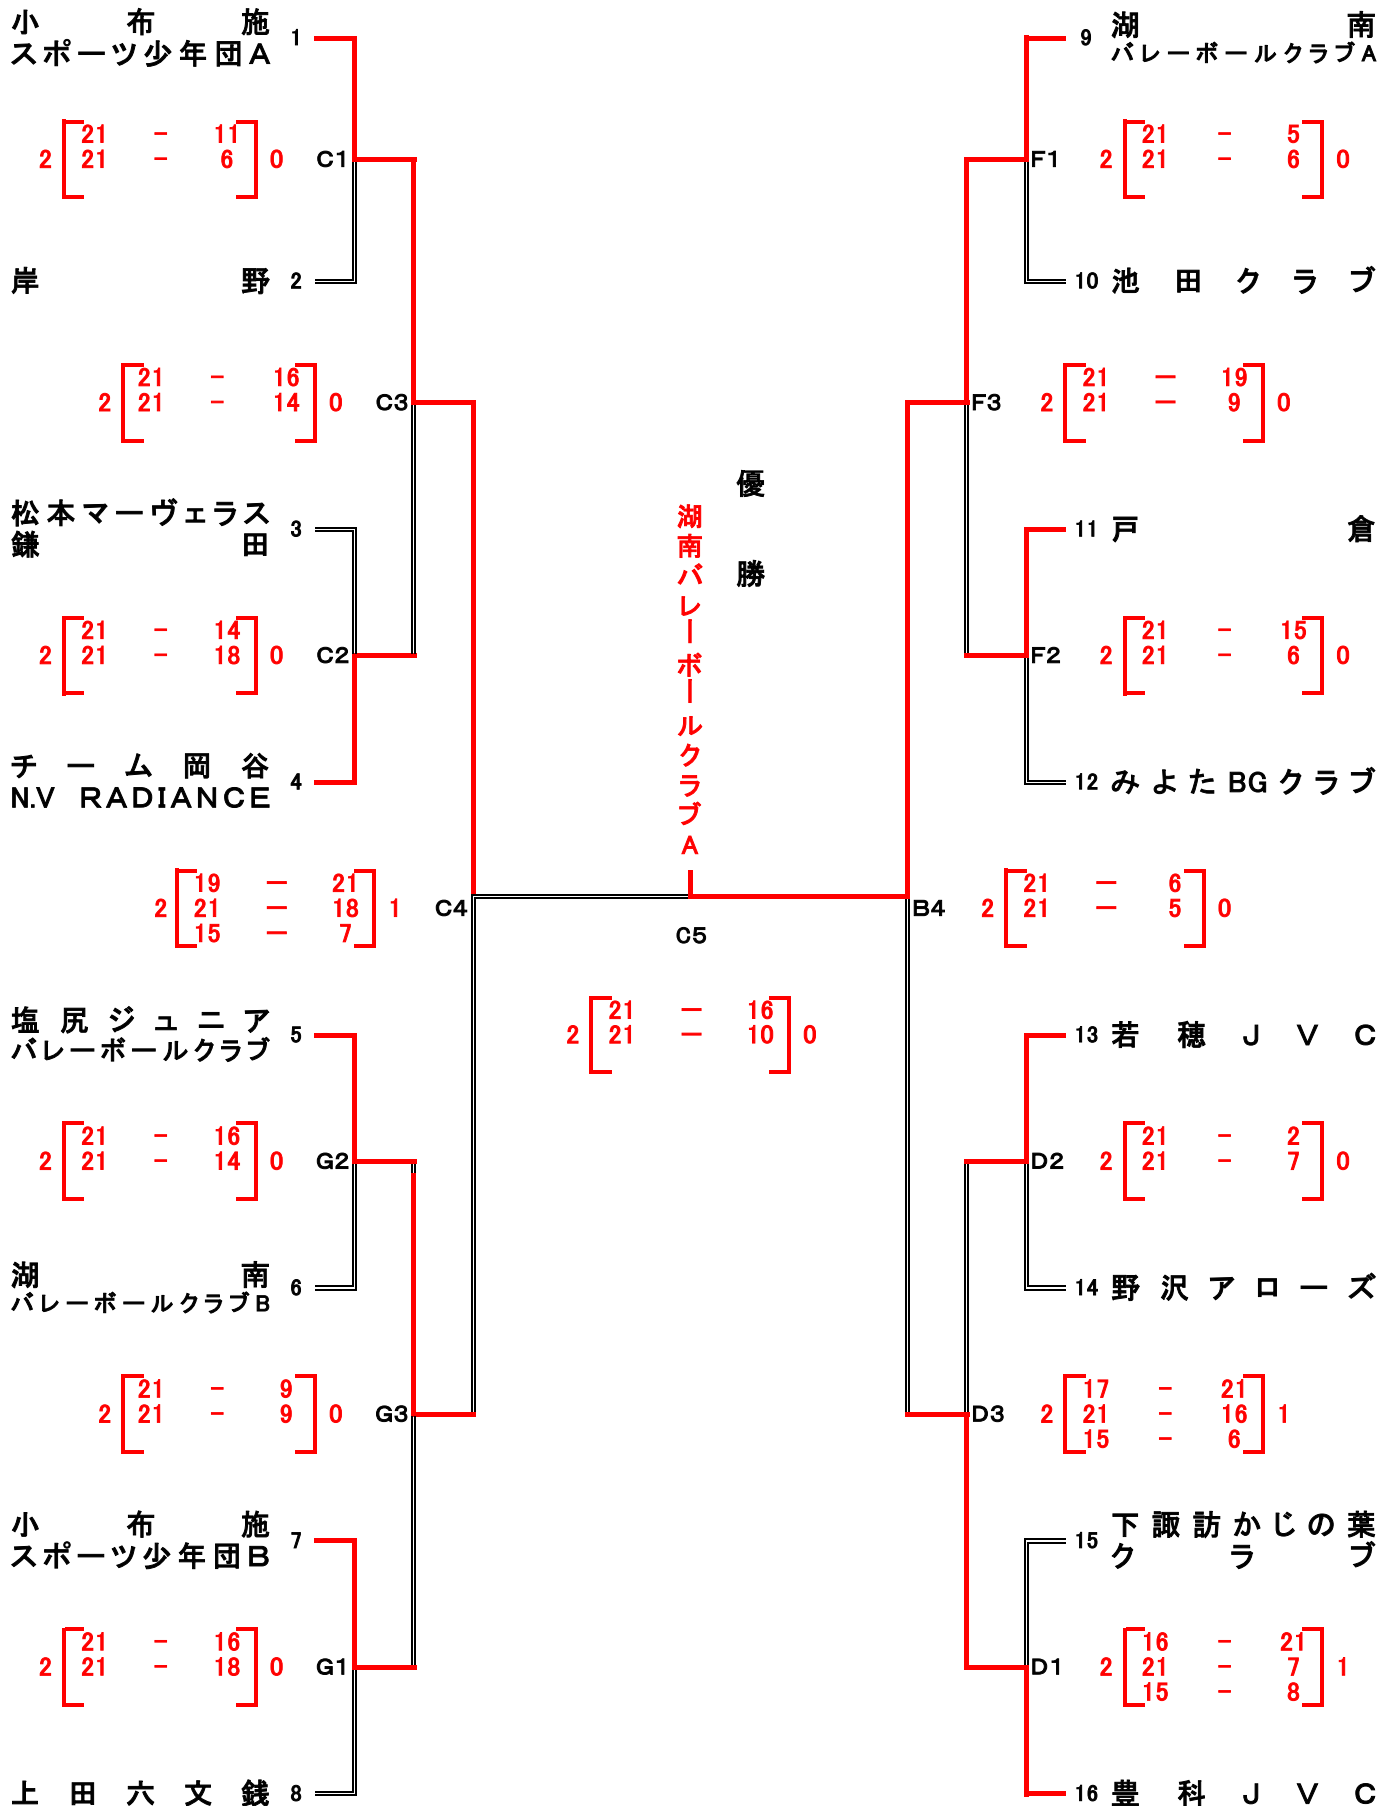 小布施
スポーツ少年団A 1
21 - 11
2 21 - 6 0 C1
岸野 2
21 - 16
2 21 - 14 0 C3
松本マーヴェラス
鎌田 3
21 - 14
2 21 - 18 0 C2
チーム岡谷
N.V RADIANCE 4
19 ー 21
2 21 ー 18 1 C4
15 ー 7
塩尻ジュニア
バレーボールクラブ 5
21 - 16
2 21 - 14 0 G2
湖南
バレーボールクラブB 6
21 - 9
2 21 - 9 0 G3
小布施
スポーツ少年団B 7
21 - 16
2 21 - 18 0 G1
上田六文銭 8
優勝
湖南バレーボールクラブA
C5
21 ー 16
2 21 ー 10 0
9 湖南
バレーボールクラブA
21 - 5
F1 2 21 - 6 0
10 池田クラブ
21 ー 19
F3 2 21 ー 9 0
11 戸倉
21 - 15
F2 2 21 - 6 0
12 みよたBGクラブ
21 ー 6
B4 2 21 ー 5 0
13 若穂JVC
21 - 2
D2 2 21 - 7 0
14 野沢アローズ
17 - 21
D3 2 21 - 16 1
15 - 6
15 下諏訪かじの葉
クラブ
16 - 21
D1 2 21 - 7 1
15 - 8
16 豊科JVC